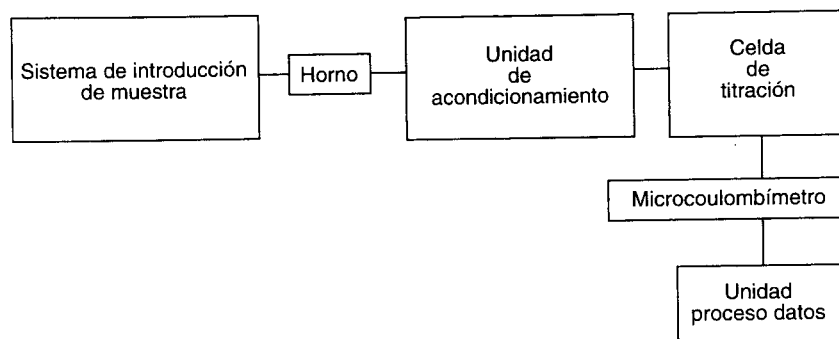 Sistema de introducción
de muestra
Horno
Unidad
de
acondicionamiento
Celda
de
titración
Microcoulombímetro
Unidad
proceso datos